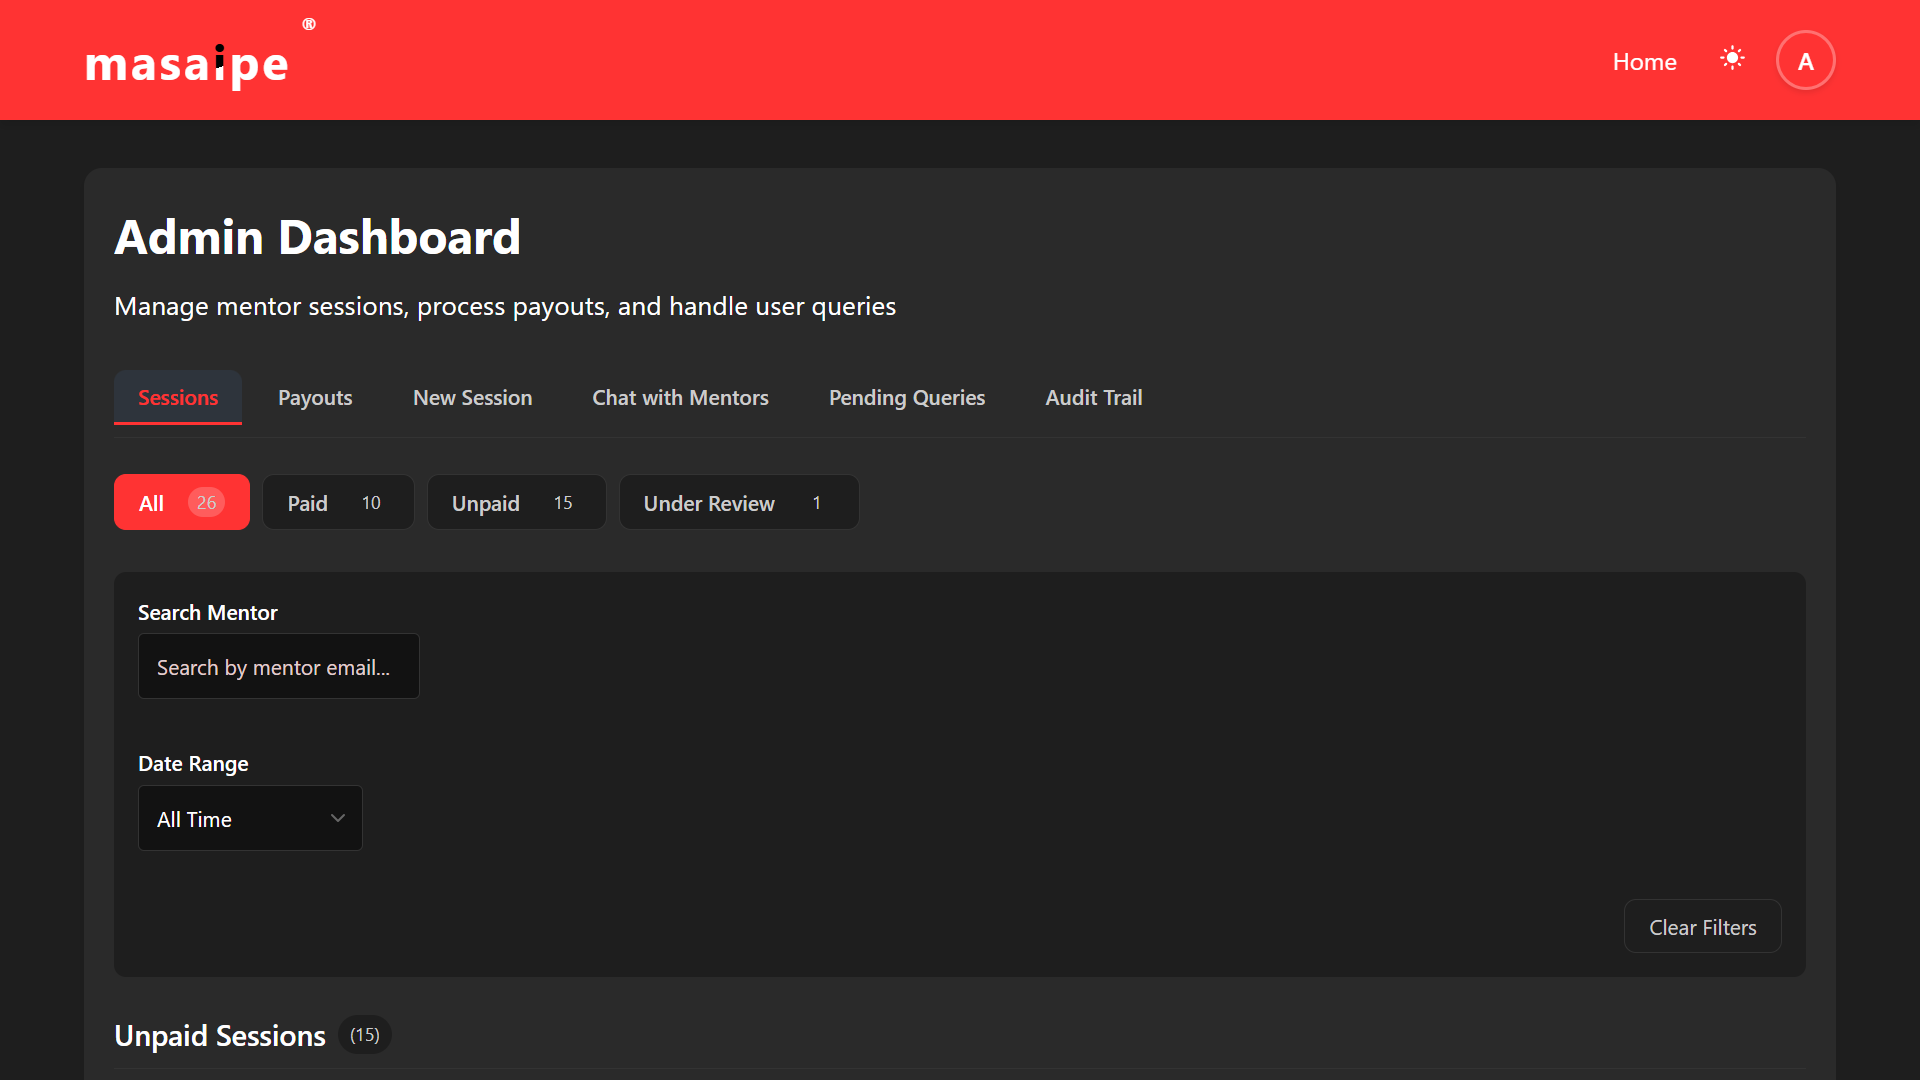 masaipe ®
Home
A
Admin Dashboard
Manage mentor sessions, process payouts, and handle user queries
Sessions Payouts New Session Chat with Mentors Pending Queries Audit Trail
All 26 Paid 10 Unpaid 15 Under Review 1
Search Mentor
Search by mentor email...
Date Range
All Time
Clear Filters
Unpaid Sessions (15)